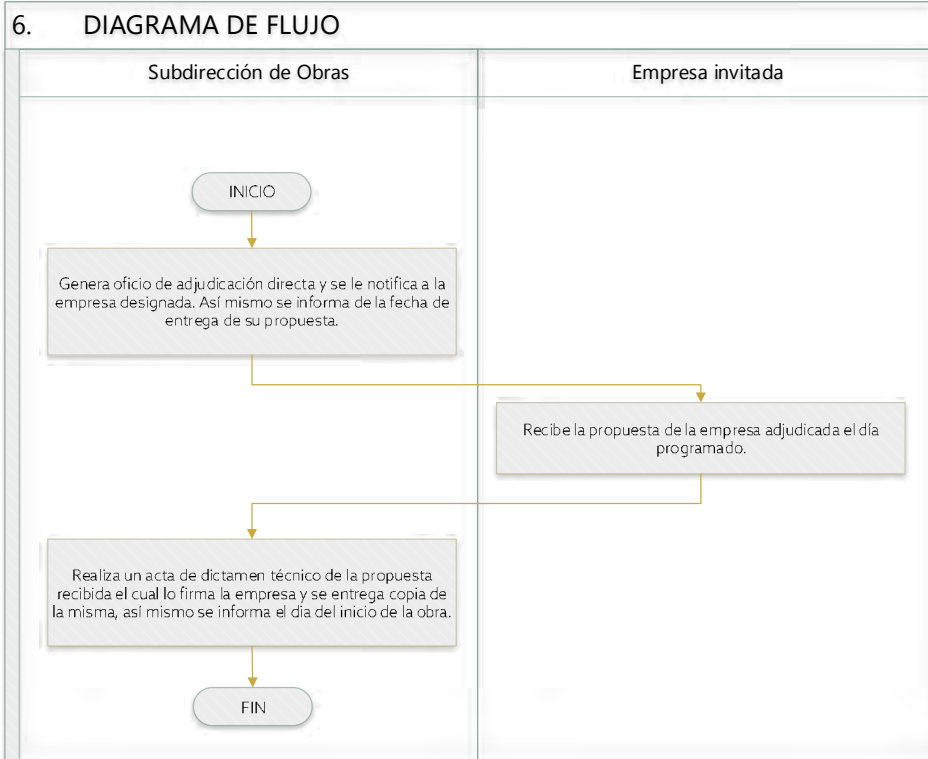 6. DIAGRAMA DE FLUJO
Subdirección de Obras
Empresa invitada
INICIO
Genera oficio de adjudicación directa y se le notifica a la
empresa designada. Así mismo se informa de la fecha de
entrega de su propuesta.
Recibe la propuesta de la empresa adjudicada el día
programado.
Realiza un acta de dictamen técnico de la propuesta
recibida el cual lo firma la empresa y se entrega copia de
la misma, así mismo se informa el dia del inicio de la obra.
FIN